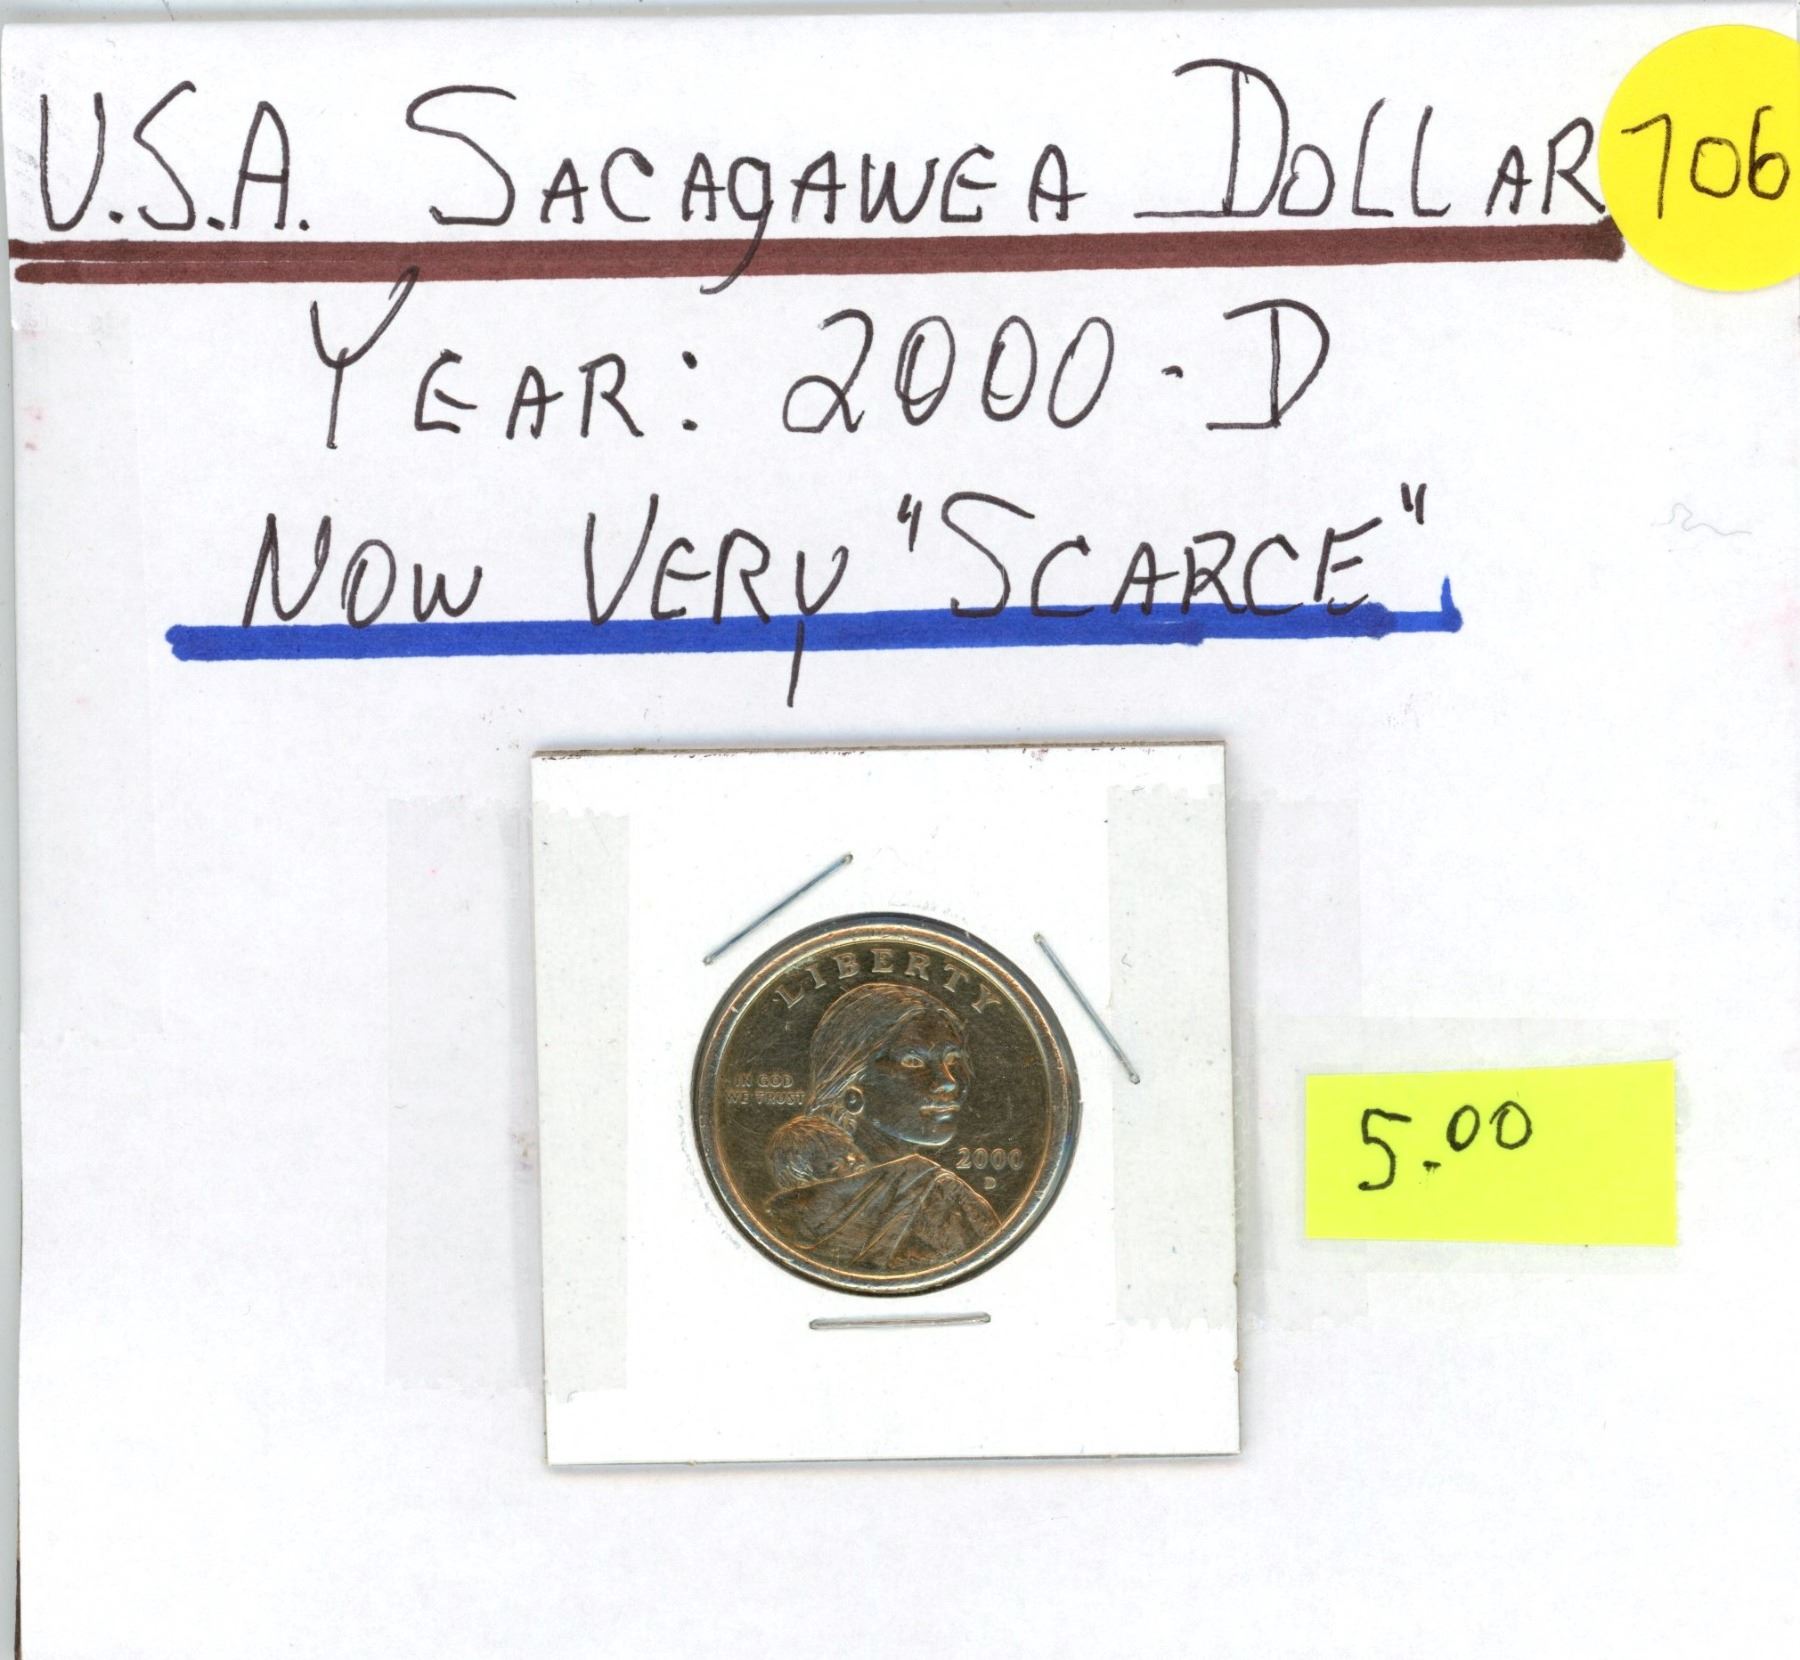 U.S.A. SACAgAWEA DOLLAR 706
YEAR: 2000-D
NOW VERY "SCARCE"
LIBERTY
IN GOD
WE TRUST
2000
D
5.00